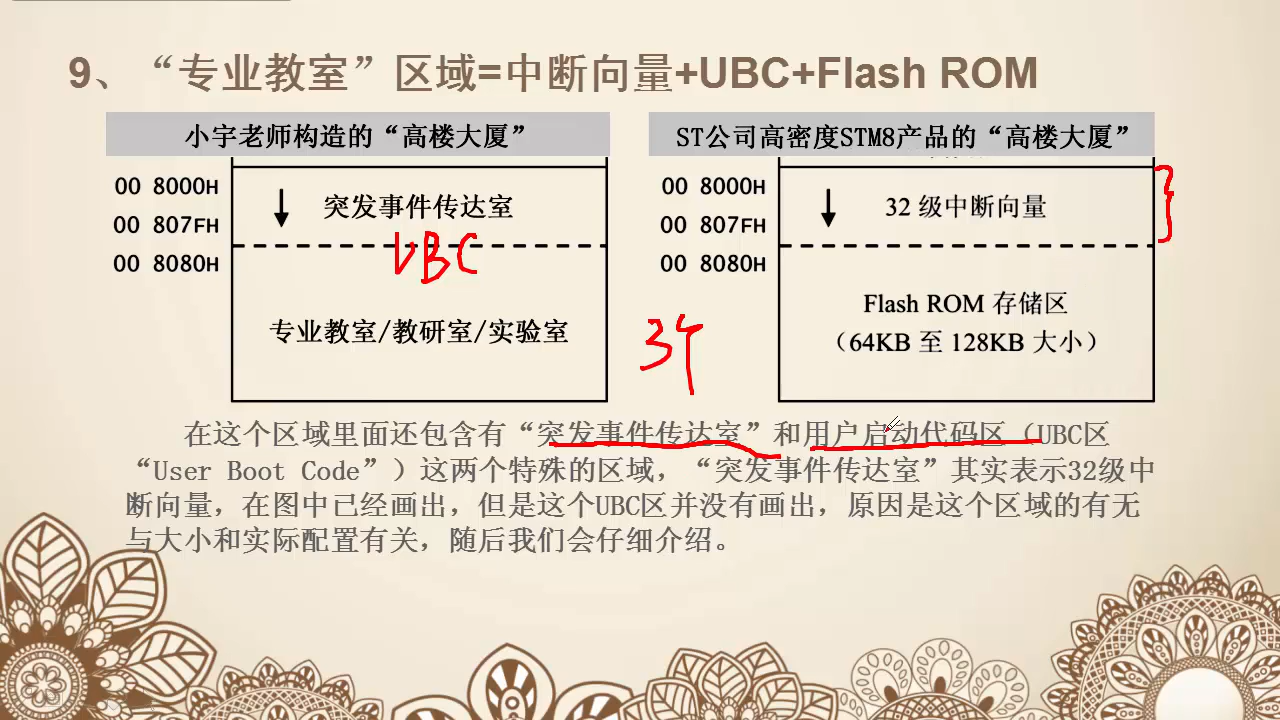 9、“专业教室”区域=中断向量+UBC+Flash ROM
小宇老师构造的“高楼大厦”
00 8000H
突发事件传达室
00 807FH
UBC
00 8080H
专业教室/教研室/实验室
3个
ST公司高密度STM8产品的“高楼大厦”
00 8000H
32 级中断向量
00 807FH
00 8080H
Flash ROM 存储区
（64KB 至 128KB 大小）
在这个区域里面还包含有“突发事件传达室”和用户启动代码区（UBC区
“User Boot Code”）这两个特殊的区域，“突发事件传达室”其实表示32级中
断向量，在图中已经画出，但是这个UBC区并没有画出，原因是这个区域的有无
与大小和实际配置有关，随后我们会仔细介绍。